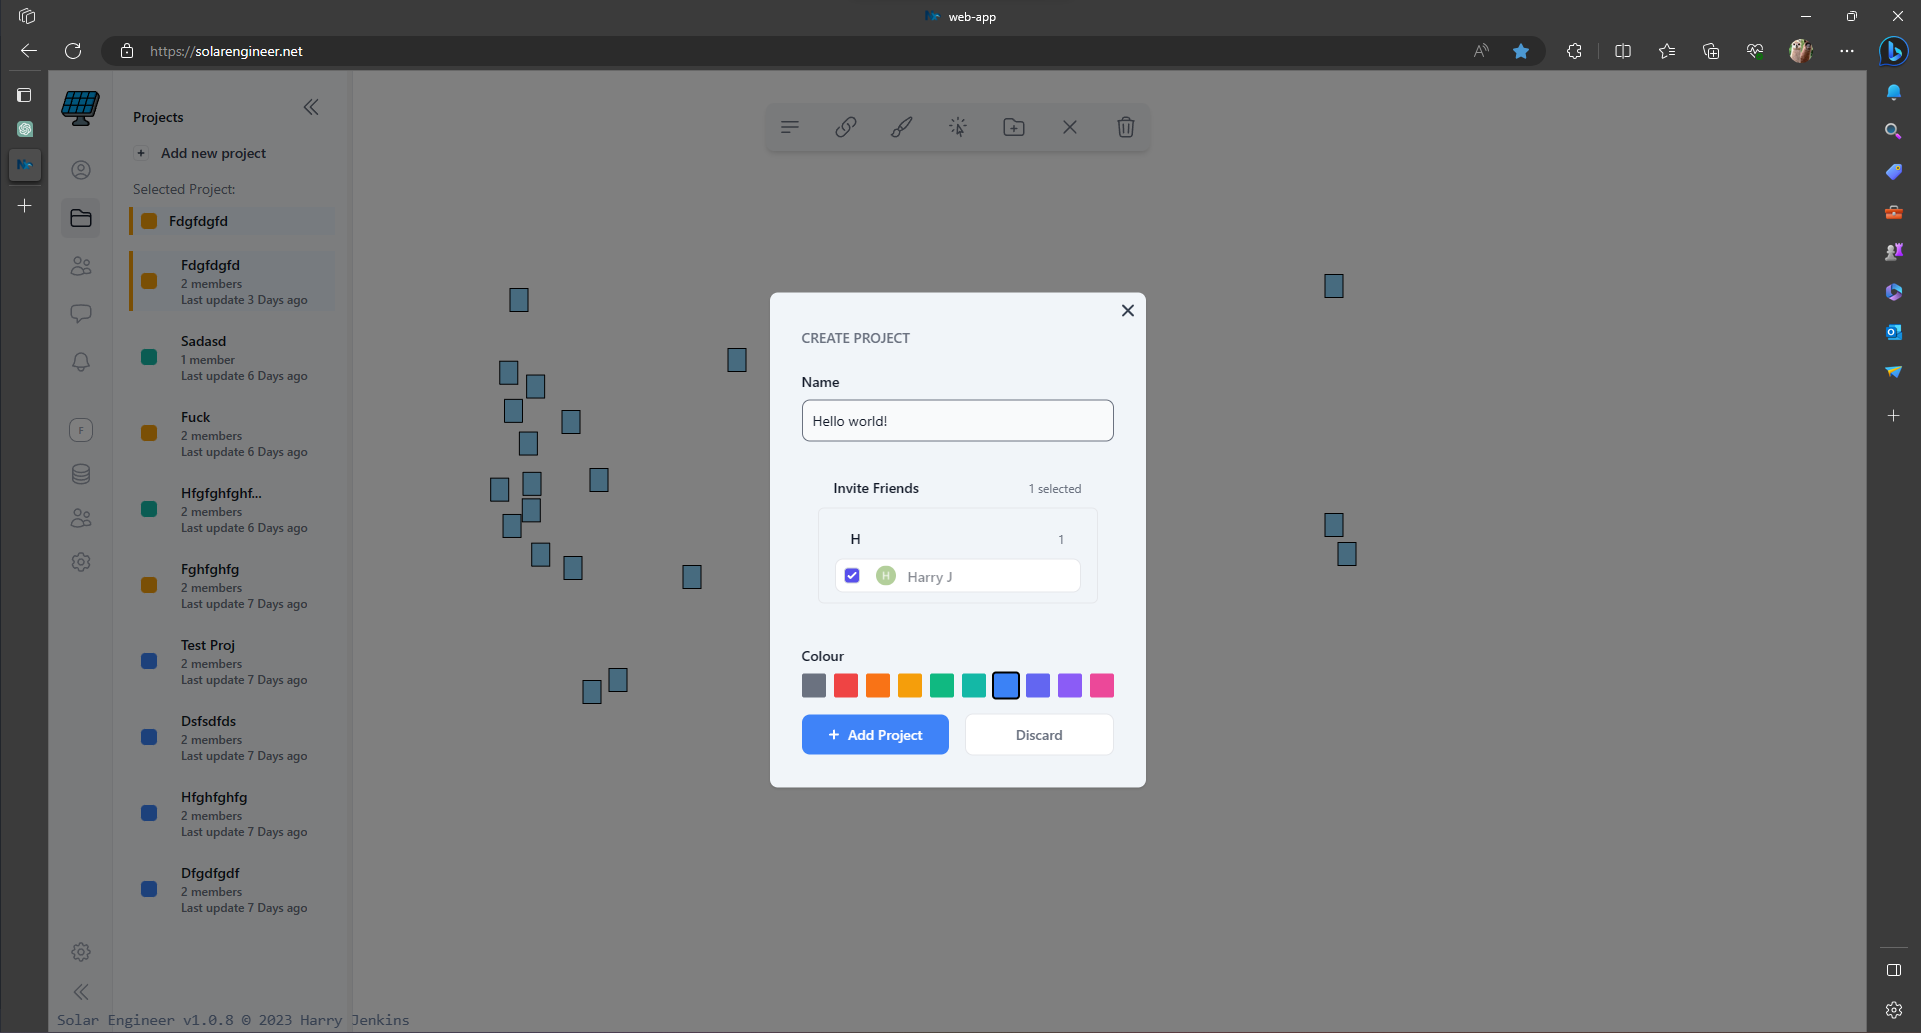 web-app
https://solarengineer.net
Projects
+ Add new project
Selected Project:
Fdgfdgfd
Fdgfdgfd
2 members
Last update 3 Days ago
Sadasd
1 member
Last update 6 Days ago
Fuck
2 members
Last update 6 Days ago
Hfgfghfghf...
2 members
Last update 6 Days ago
Fghfghfg
2 members
Last update 7 Days ago
Test Proj
2 members
Last update 7 Days ago
Dsfsdfds
2 members
Last update 7 Days ago
Hfghfghfg
2 members
Last update 7 Days ago
Dfgdfgdf
2 members
Last update 7 Days ago
F
Solar Engineer v1.0.8 © 2023 Harry Jenkins
CREATE PROJECT
Name
Hello world!
Invite Friends 1 selected
H 1
H Harry J
Colour
+ Add Project Discard